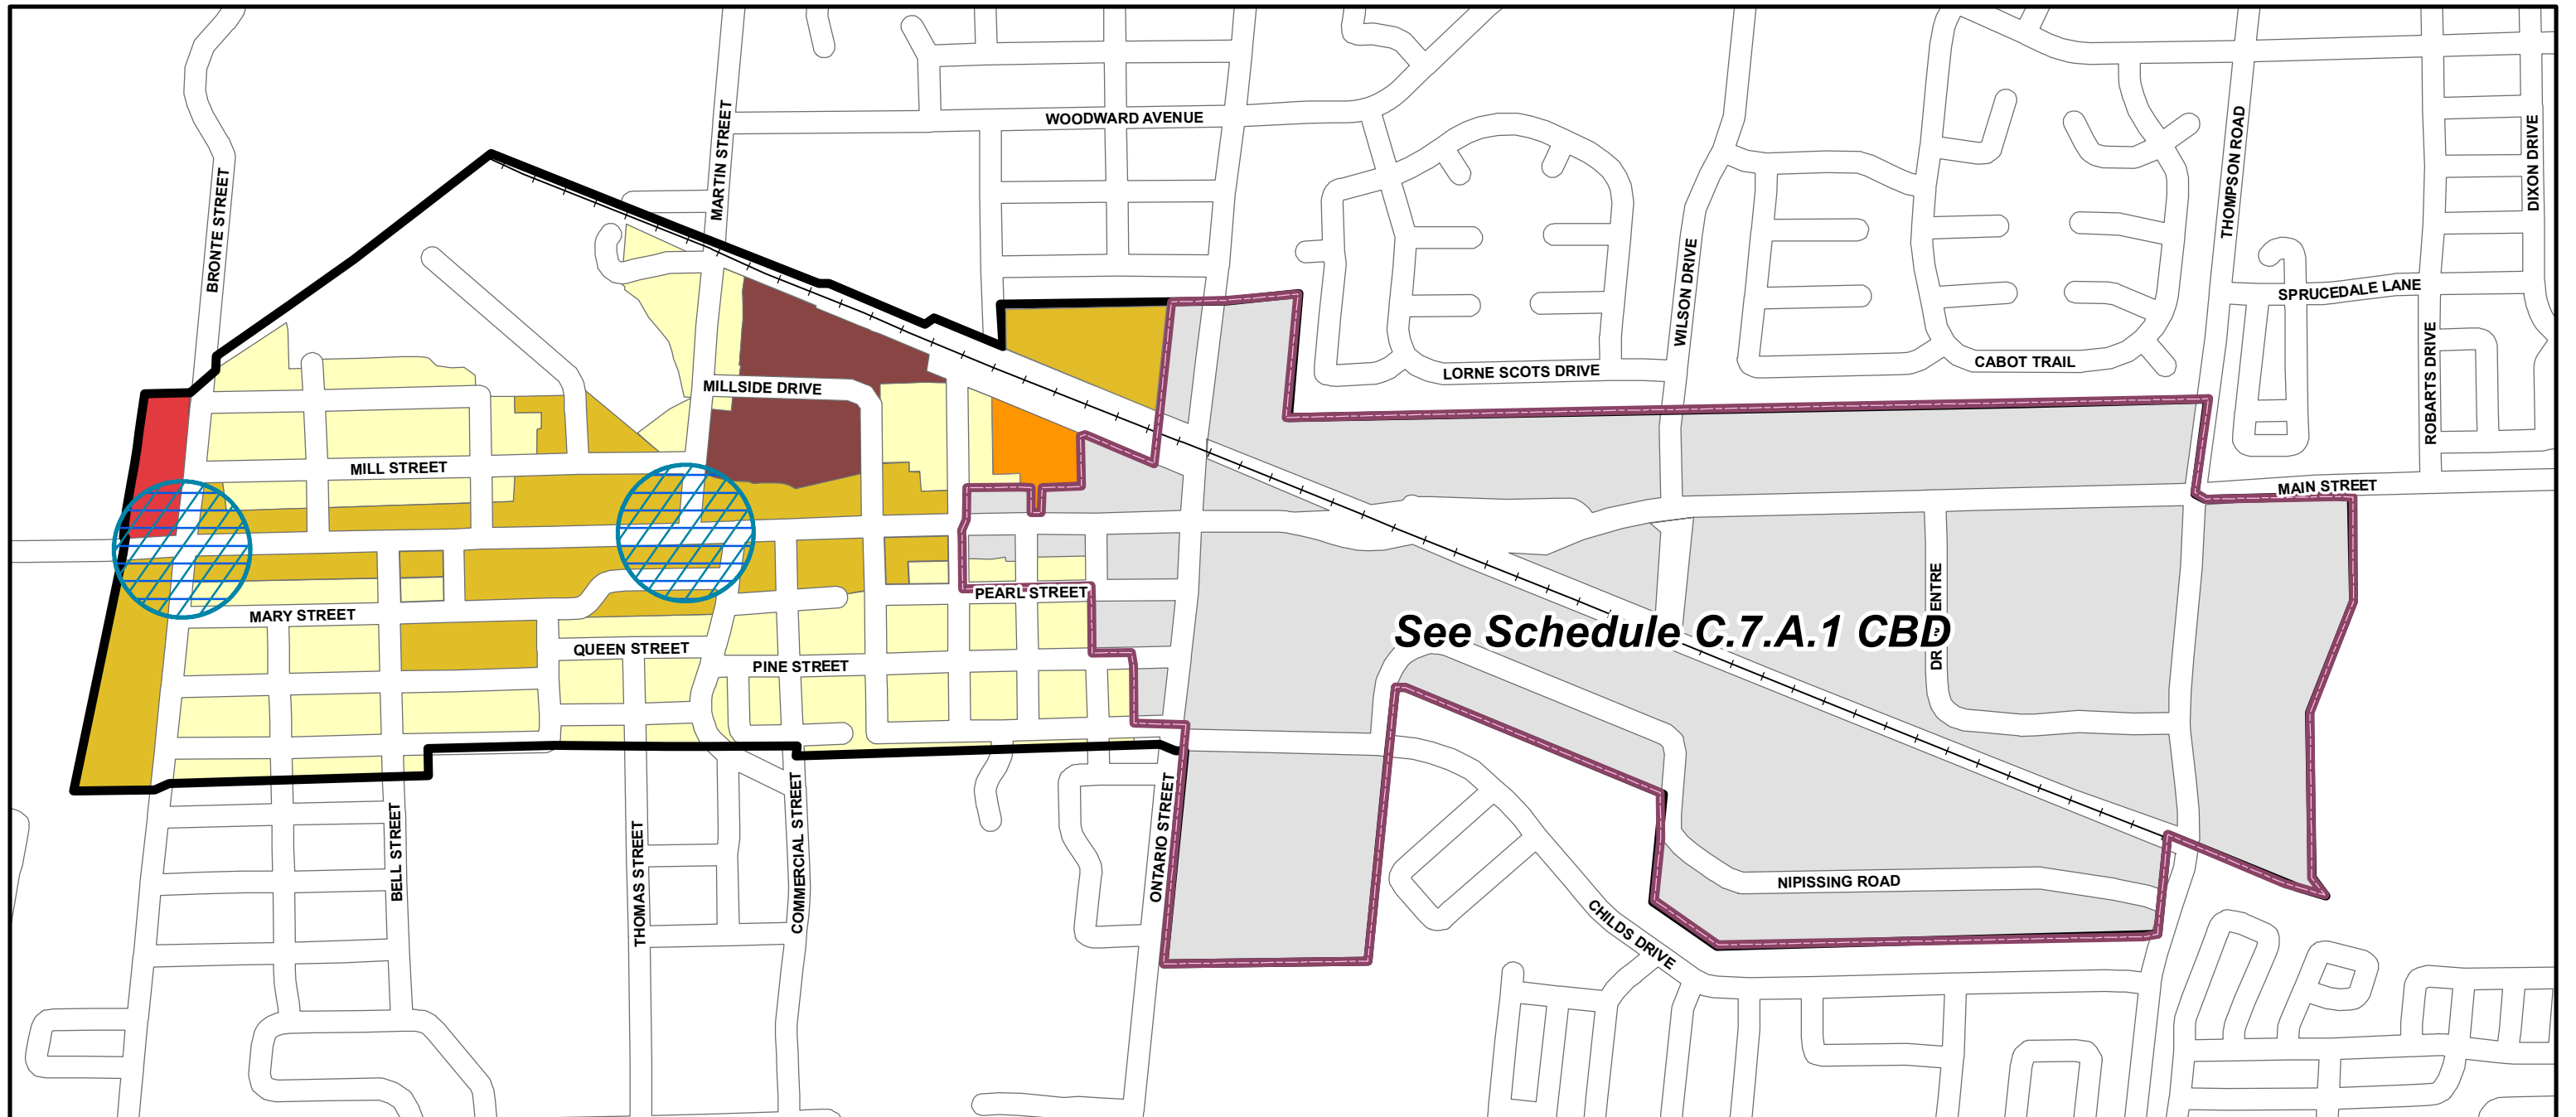 WOODWARD AVENUE
MARTIN STREET
BRONTE STREET
THOMPSON ROAD
DIXON DRIVE
WILSON DRIVE
SPRUCEDALE LANE
ROBARTS DRIVE
CABOT TRAIL
LORNE SCOTS DRIVE
MILLSIDE DRIVE
MILL STREET
MAIN STREET
PEARL STREET
MARY STREET
QUEEN STREET
PINE STREET
See Schedule C.7.A.1 CBD
BELL STREET
THOMAS STREET
COMMERCIAL STREET
ONTARIO STREET
NIPISSING ROAD
CHILDS DRIVE